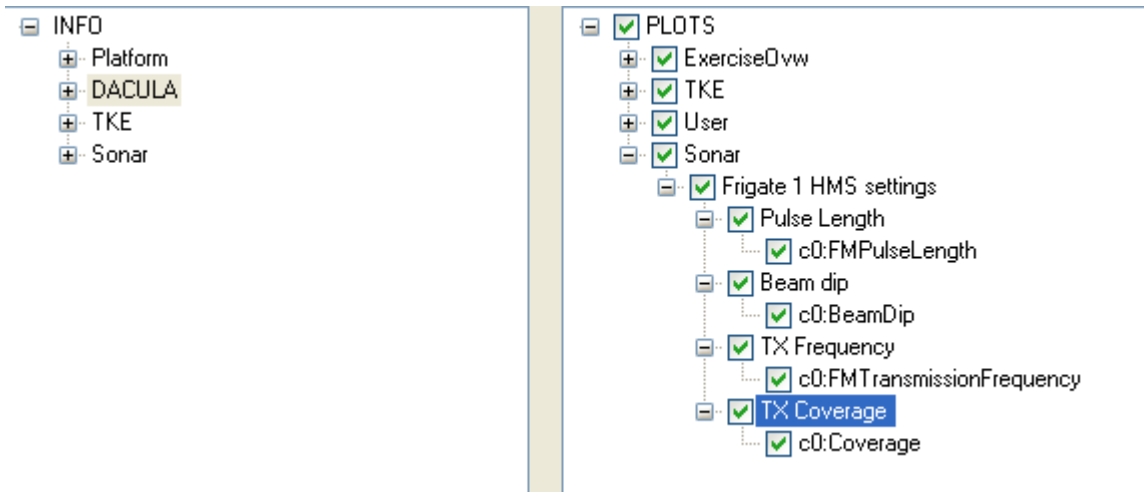 INFO
Platform
DACULA
TKE
Sonar
PLOTS
ExerciseOvw
TKE
User
Sonar
Frigate 1 HMS settings
Pulse Length
c0:FMPulseLength
Beam dip
c0:BeamDip
TX Frequency
c0:FMTransmissionFrequency
TX Coverage
c0:Coverage